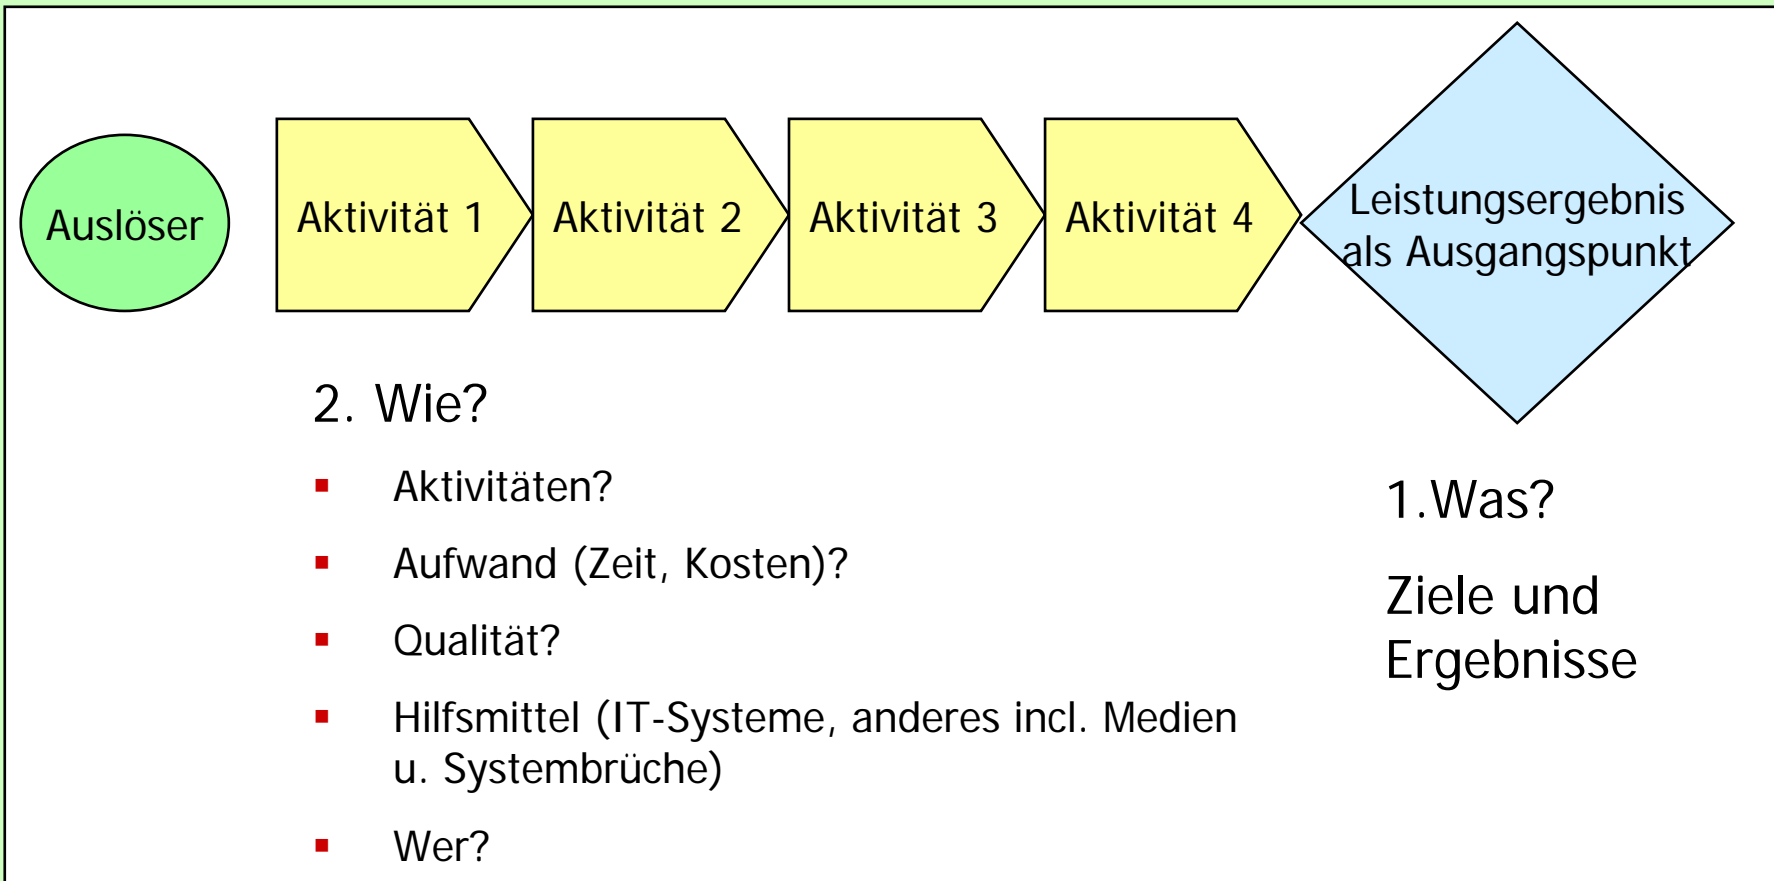 Auslöser
Aktivität 1
Aktivität 2
Aktivität 3
Aktivität 4
Leistungsergebnis
als Ausgangspunkt
2. Wie?
Aktivitäten?
Aufwand (Zeit, Kosten)?
Qualität?
Hilfsmittel (IT-Systeme, anderes incl. Medien
u. Systembrüche)
Wer?
1.Was?
Ziele und
Ergebnisse